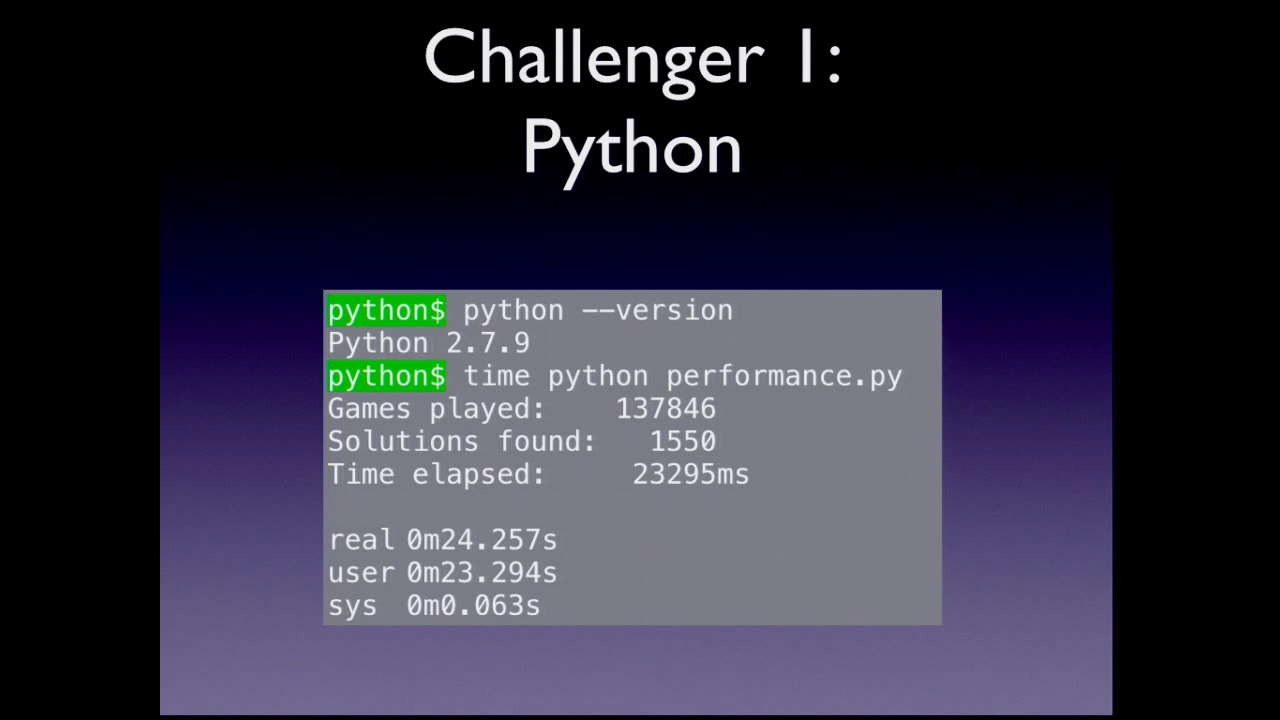 Challenger 1:
Python
python$ python --version
Python 2.7.9
python$ time python performance.py
Games played:    137846
Solutions found:   1550
Time elapsed:     23295ms
real 0m24.257s
user 0m23.294s
sys  0m0.063s